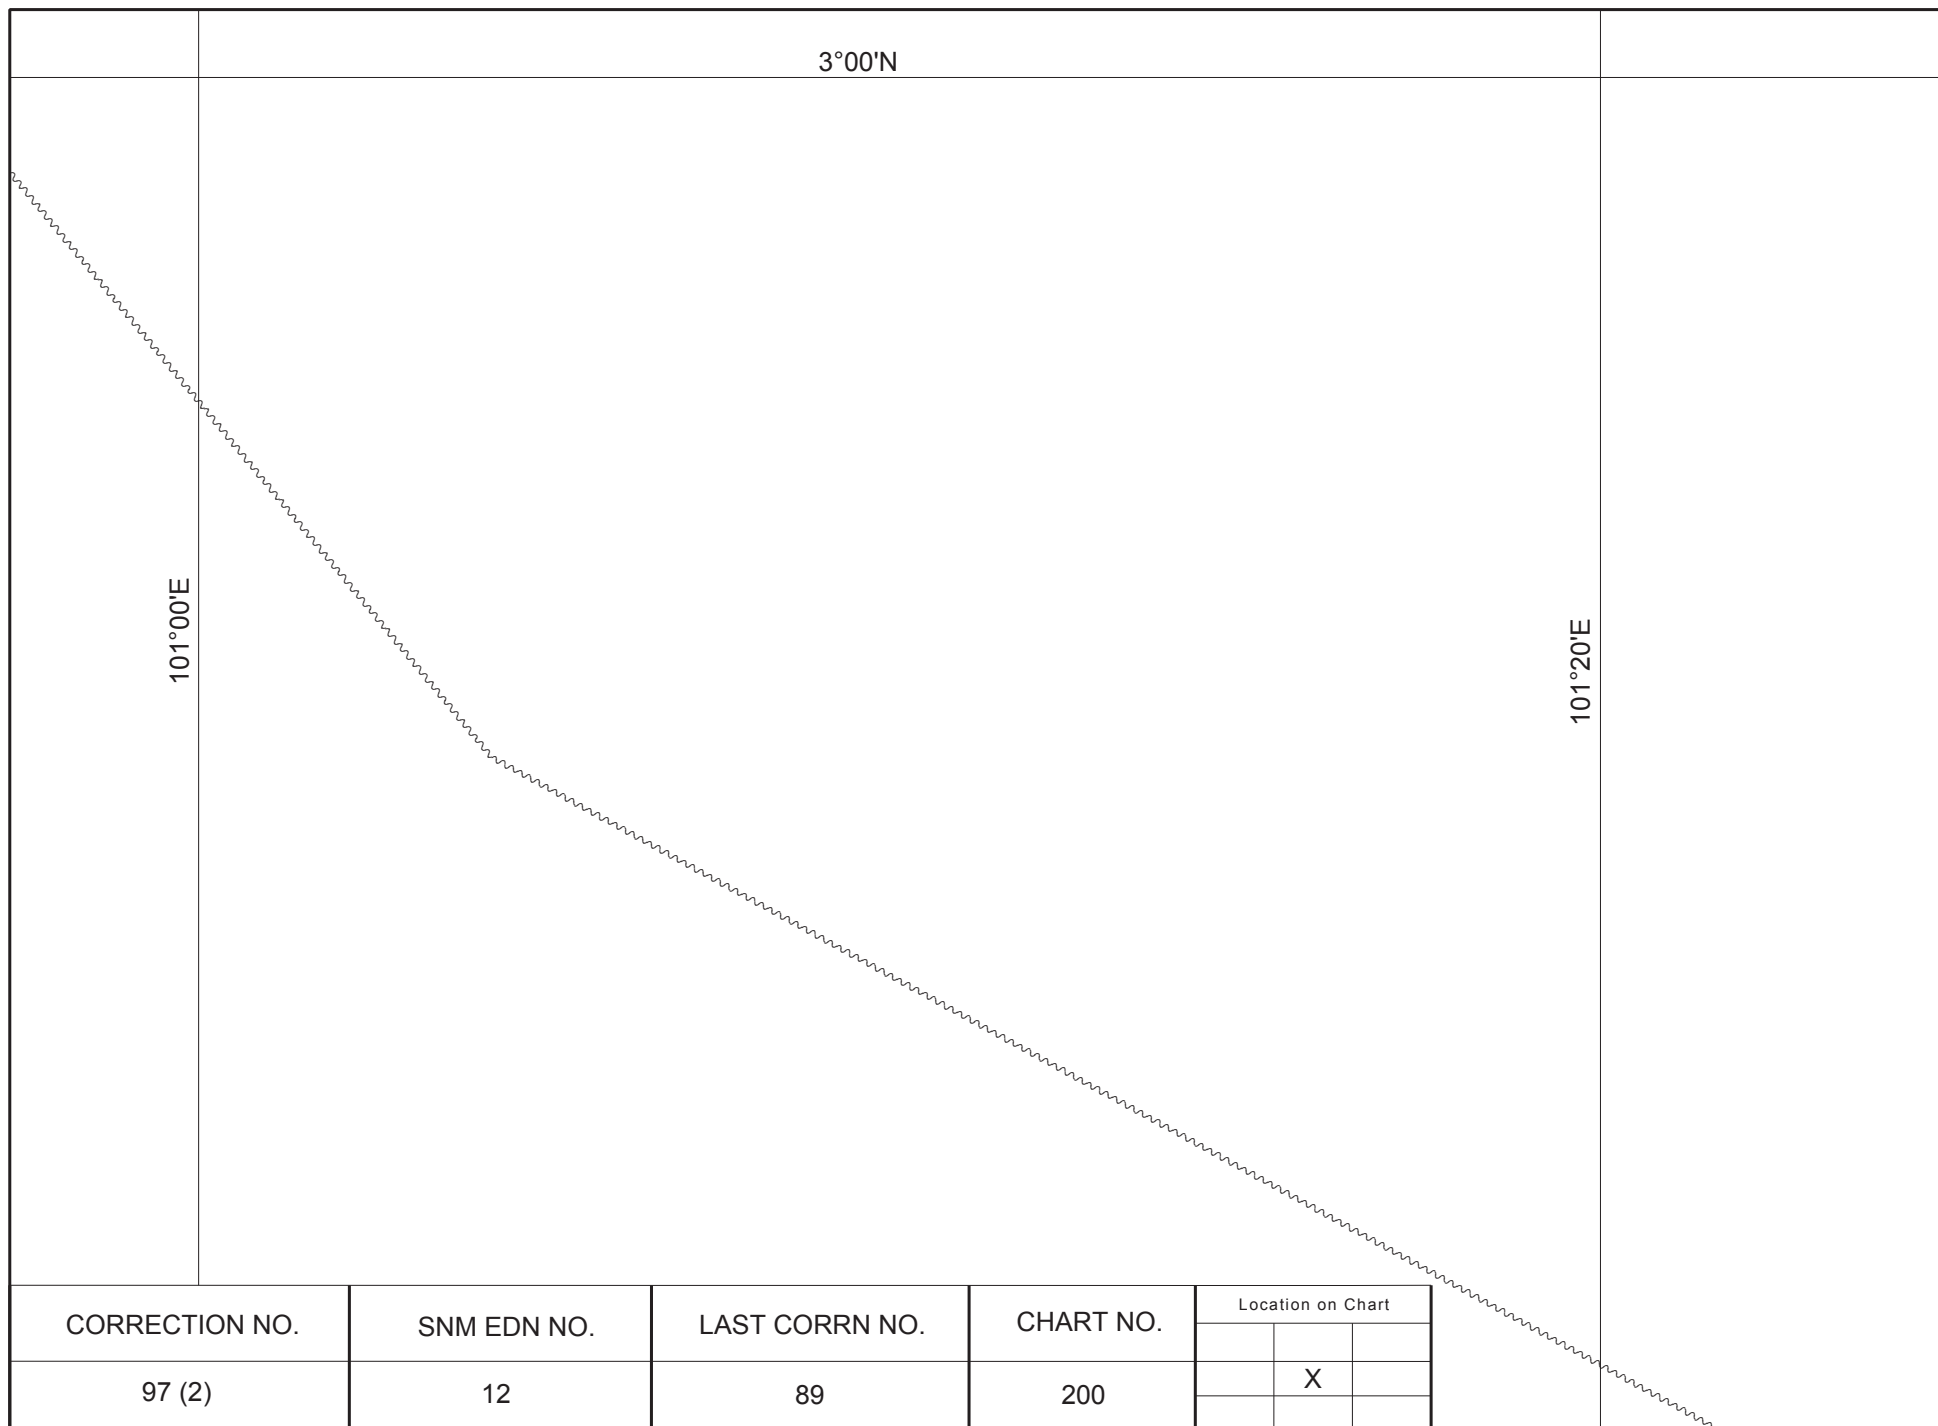 3°00'N
101°00'E
101°20'E
CORRECTION NO.
SNM EDN NO.
LAST CORRN NO.
CHART NO.
Location on Chart
97 (2)
12
89
200
X